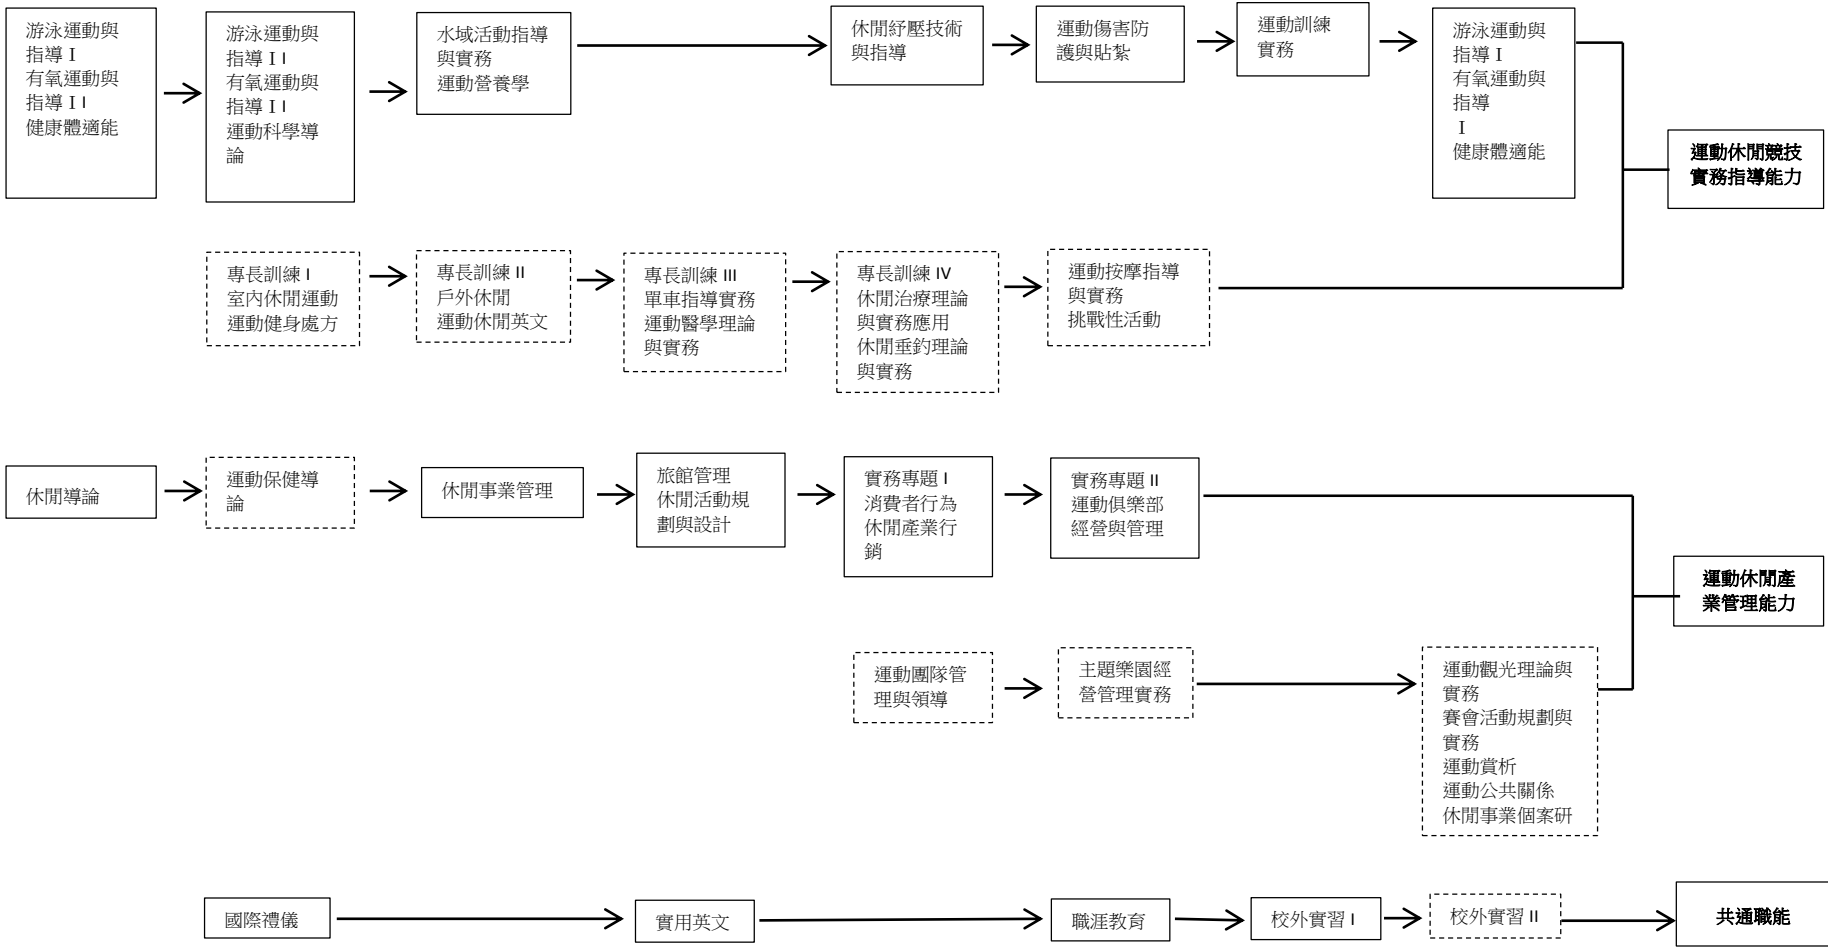 游泳運動與
指導 I
有氧運動與
指導 I I
健康體適能
游泳運動與
指導 I I
有氧運動與
指導 I I
運動科學導
論
水域活動指導
與實務
運動營養學
休閒紓壓技術
與指導
運動傷害防
護與貼紮
運動訓練
實務
游泳運動與
指導 I
有氧運動與
指導
I
健康體適能
運動休閒競技
實務指導能力
專長訓練 I
室內休閒運動
運動健身處方
專長訓練 II
戶外休閒
運動休閒英文
專長訓練 III
單車指導實務
運動醫學理論
與實務
專長訓練 IV
休閒治療理論
與實務應用
休閒垂釣理論
與實務
運動按摩指導
與實務
挑戰性活動
休閒導論
運動保健導
論
休閒事業管理
旅館管理
休閒活動規
劃與設計
實務專題 I
消費者行為
休閒產業行
銷
實務專題 II
運動俱樂部
經營與管理
運動休閒產
業管理能力
運動團隊管
理與領導
主題樂園經
營管理實務
運動觀光理論與
實務
賽會活動規劃與
實務
運動賞析
運動公共關係
休閒事業個案研
國際禮儀
實用英文
職涯教育
校外實習 I
校外實習 II
共通職能